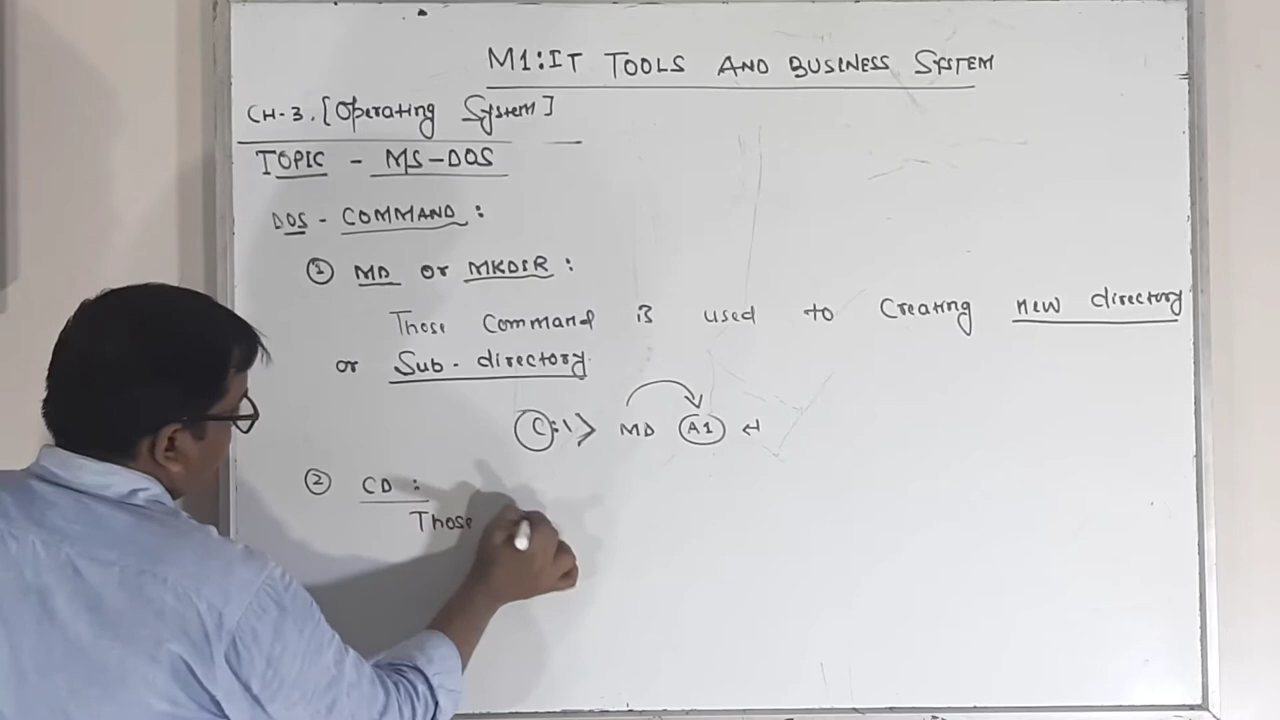 M1:IT TOOLS AND BUSINESS SYSTEM
CH-3. [Operating System]
TOPIC - MS-DOS
DOS - COMMAND :
① MD or MKDIR :
Those Command is used to Creating new directory
or Sub-directory.
C:\> MD A1 ↵
② CD :
Those